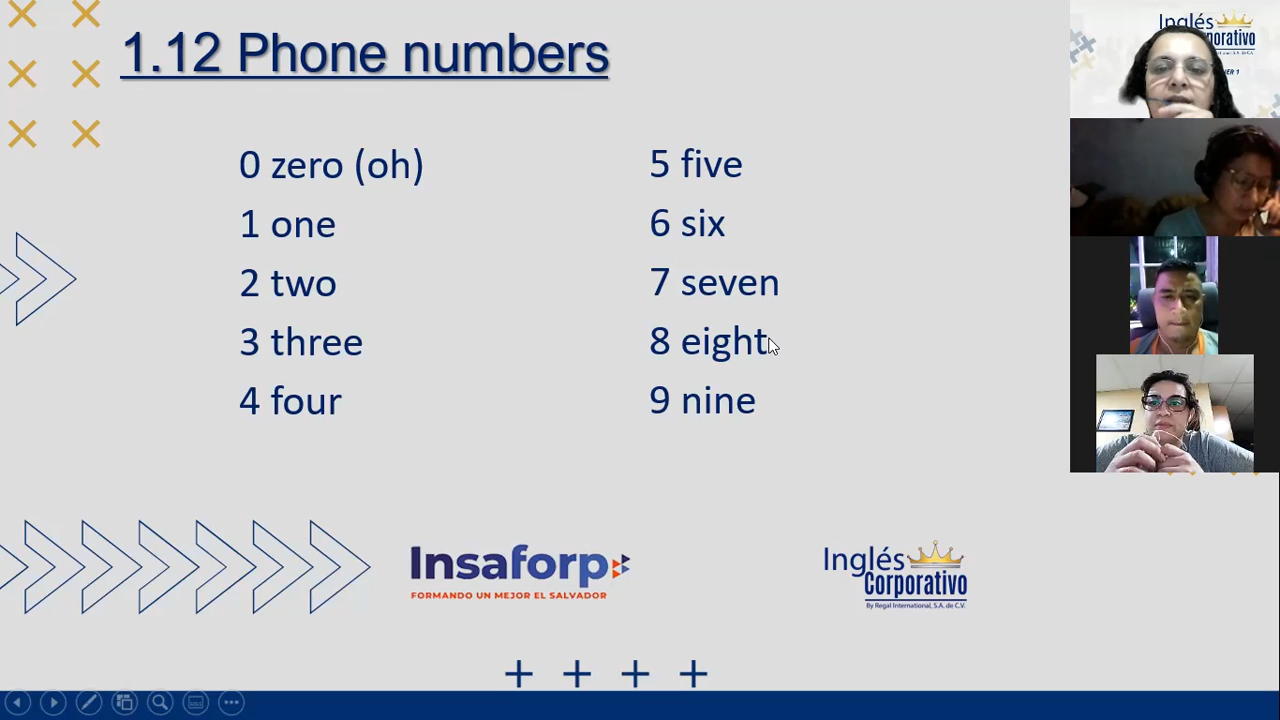 1.12 Phone numbers
0 zero (oh)
1 one
2 two
3 three
4 four
5 five
6 six
7 seven
8 eight
9 nine
Insaforp
FORMANDO UN MEJOR EL SALVADOR
Inglés
Corporativo
By Regal International, S.A. de C.V.
Inglés